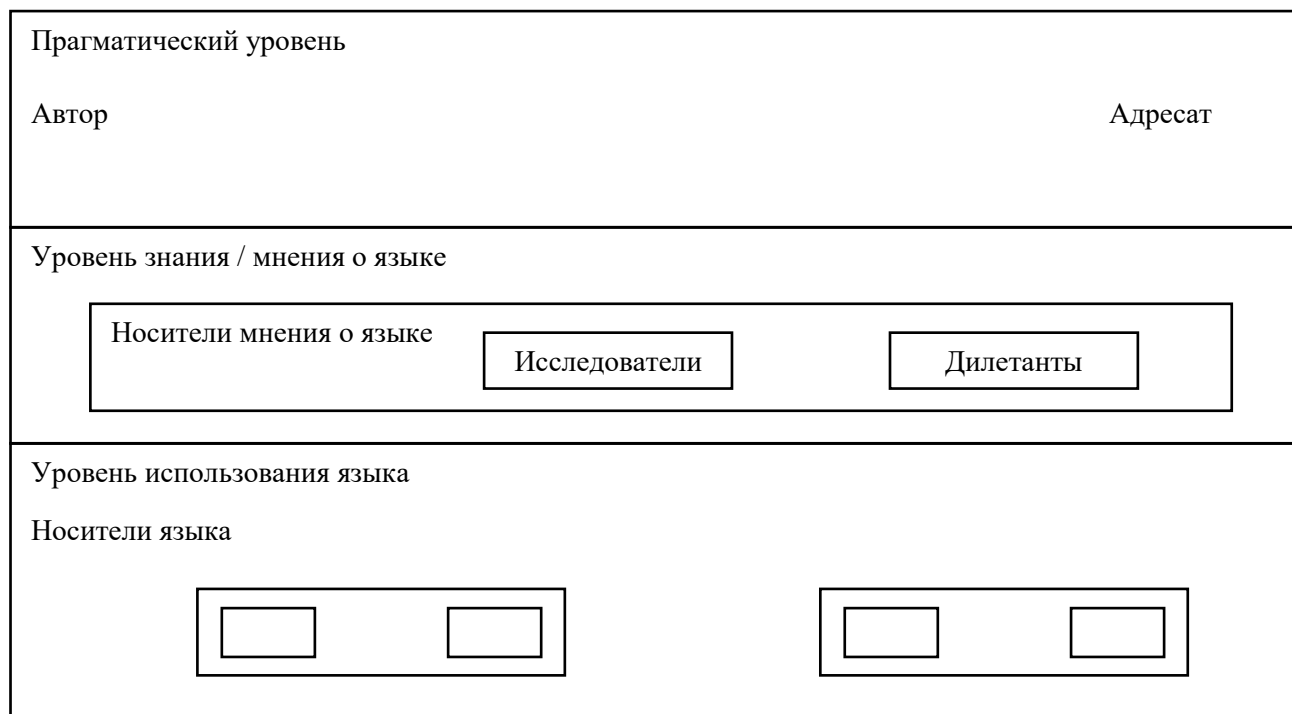 Прагматический уровень
Автор Адресат
Уровень знания / мнения о языке
Носители мнения о языке
Исследователи Дилетанты
Уровень использования языка
Носители языка